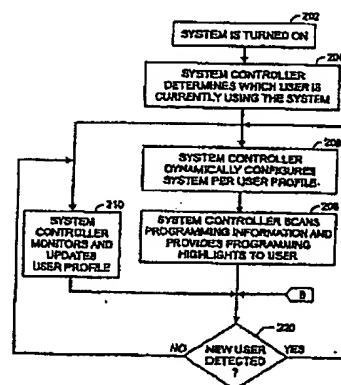 202
SYSTEM IS TURNED ON
SYSTEM CONTROLLER
DETERMINES WHICH USER IS
CURRENTLY USING THE SYSTEM
SYSTEM CONTROLLER
DYNAMICALLY CONFIGURES
SYSTEM PER USER PROFILE
210
SYSTEM
CONTROLLER
MONITORS AND
UPDATES
USER PROFILE
SYSTEM CONTROLLER SCANS
PROGRAMMING INFORMATION AND
PROVIDES PROGRAMMING
HIGHLIGHTS TO USER
220
NO
NEW USER
DETECTED
?
YES